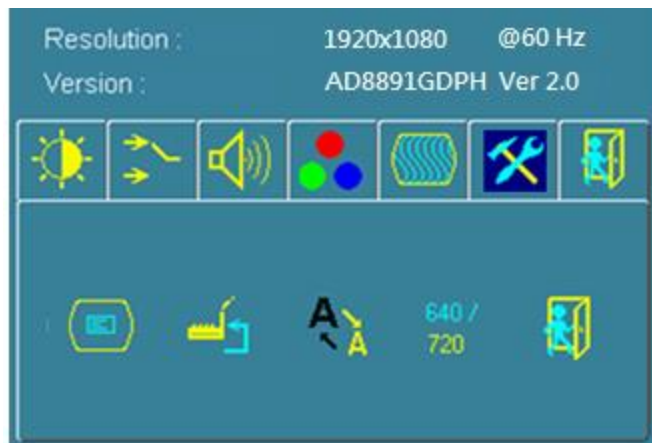 Resolution : 1920x1080 @60 Hz
Version : AD8891GDPH Ver 2.0
A
A
640 /
720